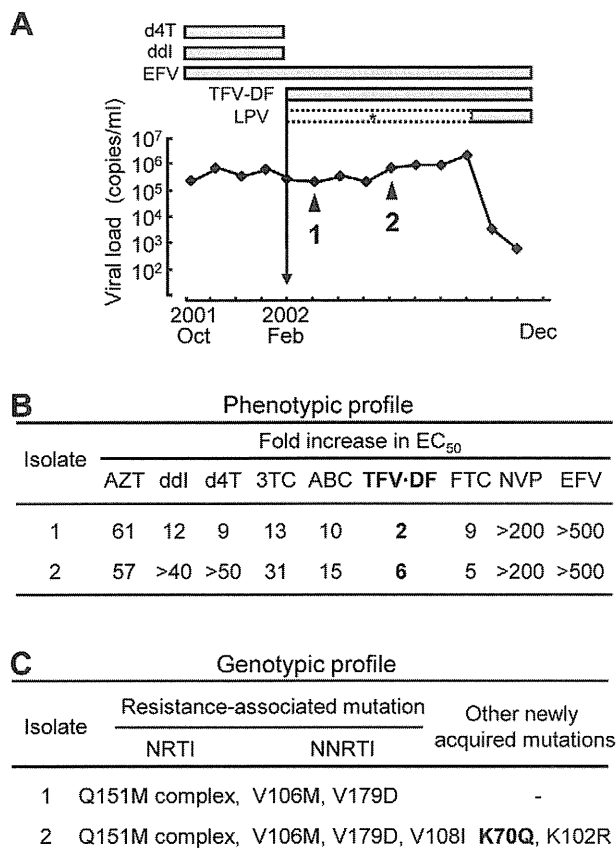 A
d4T
ddI
EFV
TFV-DF
LPV
*
Viral load (copies/ml)
10⁷
10⁶
10⁵
10⁴
10³
10²
1
2
2001 2002
Oct Feb Dec
B Phenotypic profile
Isolate Fold increase in EC₅₀
AZT ddI d4T 3TC ABC TFV·DF FTC NVP EFV
1 61 12 9 13 10 2 9 >200 >500
2 57 >40 >50 31 15 6 5 >200 >500
C Genotypic profile
Isolate Resistance-associated mutation Other newly acquired mutations
NRTI NNRTI
1 Q151M complex, V106M, V179D -
2 Q151M complex, V106M, V179D, V108I K70Q, K102R